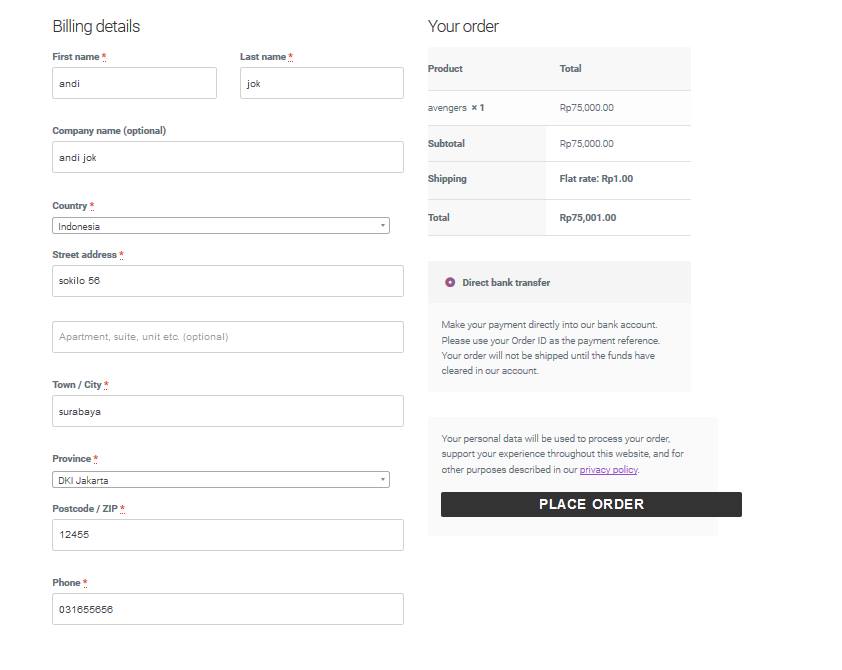 Billing details
First name *
Last name *
andi
jok
Company name (optional)
andi jok
Country *
Indonesia
Street address *
sokilo 56
Apartment, suite, unit etc. (optional)
Town / City *
surabaya
Province *
DKI Jakarta
Postcode / ZIP *
12455
Phone *
031655656
Your order
Product Total
avengers × 1 Rp75,000.00
Subtotal Rp75,000.00
Shipping Flat rate: Rp1.00
Total Rp75,001.00
Direct bank transfer
Make your payment directly into our bank account.
Please use your Order ID as the payment reference.
Your order will not be shipped until the funds have
cleared in our account.
Your personal data will be used to process your order,
support your experience throughout this website, and for
other purposes described in our privacy policy.
PLACE ORDER